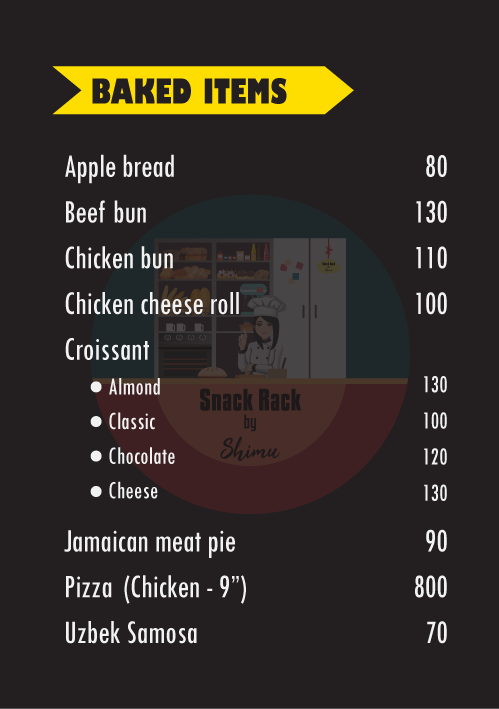 BAKED ITEMS
Apple bread 80
Beef bun 130
Chicken bun 110
Chicken cheese roll 100
Croissant
● Almond 130
● Classic 100
● Chocolate 120
● Cheese 130
Snack Rack
by
Shimu
Jamaican meat pie 90
Pizza (Chicken - 9”) 800
Uzbek Samosa 70